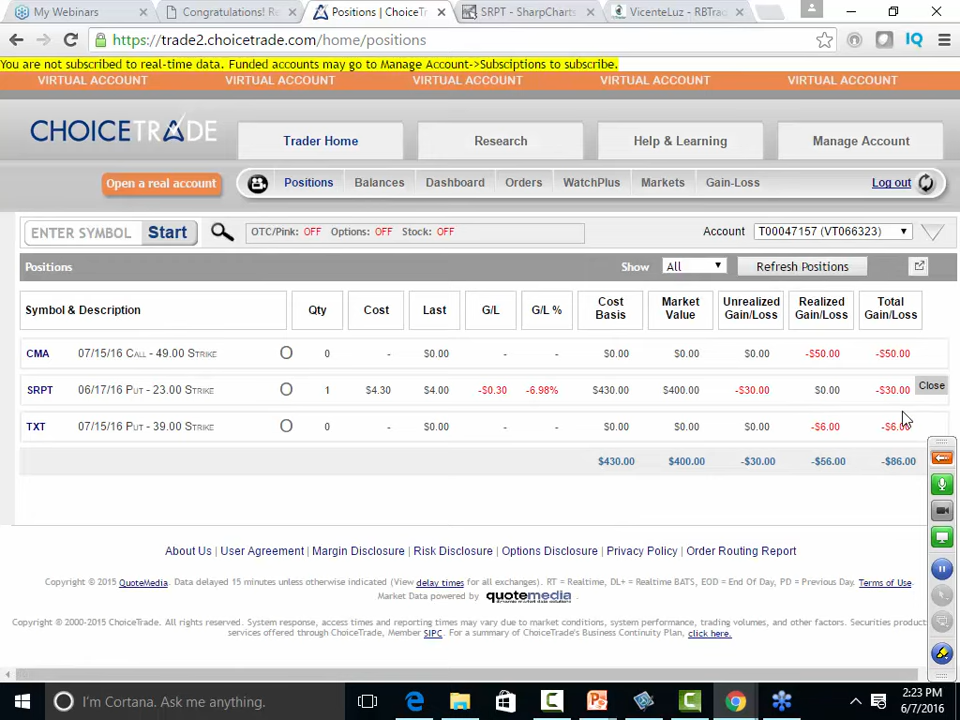 My Webinars
Congratulations! Re
Positions | ChoiceTr
SRPT - SharpCharts
VicenteLuz - RBTrad
https://trade2.choicetrade.com/home/positions
IQ
You are not subscribed to real-time data. Funded accounts may go to Manage Account->Subsciptions to subscribe.
VIRTUAL ACCOUNT VIRTUAL ACCOUNT VIRTUAL ACCOUNT VIRTUAL ACCOUNT VIRTUAL ACCOUNT
CHOICETRADE
Trader Home Research Help & Learning Manage Account
Open a real account Positions Balances Dashboard Orders WatchPlus Markets Gain-Loss Log out
ENTER SYMBOL Start OTC/Pink: OFF Options: OFF Stock: OFF Account T00047157 (VT066323)
Positions Show All Refresh Positions
Symbol & Description Qty Cost Last G/L G/L % Cost Basis Market Value Unrealized Gain/Loss Realized Gain/Loss Total Gain/Loss
CMA 07/15/16 Call - 49.00 Strike O 0 - $0.00 - - $0.00 $0.00 $0.00 -$50.00 -$50.00
SRPT 06/17/16 Put - 23.00 Strike O 1 $4.30 $4.00 -$0.30 -6.98% $430.00 $400.00 -$30.00 $0.00 -$30.00 Close
TXT 07/15/16 Put - 39.00 Strike O 0 - $0.00 - - $0.00 $0.00 $0.00 -$6.00 -$6.00
$430.00 $400.00 -$30.00 -$56.00 -$86.00
About Us | User Agreement | Margin Disclosure | Risk Disclosure | Options Disclosure | Privacy Policy | Order Routing Report
Copyright © 2015 QuoteMedia. Data delayed 15 minutes unless otherwise indicated (View delay times for all exchanges). RT = Realtime, DL+ = Realtime BATS, EOD = End Of Day, PD = Previous Day. Terms of Use.
Market Data powered by quotemedia
Copyright © 2000-2015 ChoiceTrade. All rights reserved. System response, access times and reporting times may vary due to market conditions, system performance, trading volumes, and other factors. Securities product
services offered through ChoiceTrade, Member SIPC. For a summary of ChoiceTrade's Business Continuity Plan, click here.
I'm Cortana. Ask me anything.
2:23 PM
6/7/2016